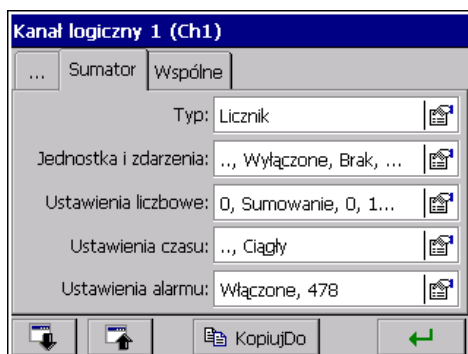 Kanał logiczny 1 (Ch1)
... Sumator Wspólne
Typ: Licznik
Jednostka i zdarzenia: .., Wyłączone, Brak, ...
Ustawienia liczbowe: 0, Sumowanie, 0, 1...
Ustawienia czasu: .., Ciągły
Ustawienia alarmu: Włączone, 478
KopiujDo